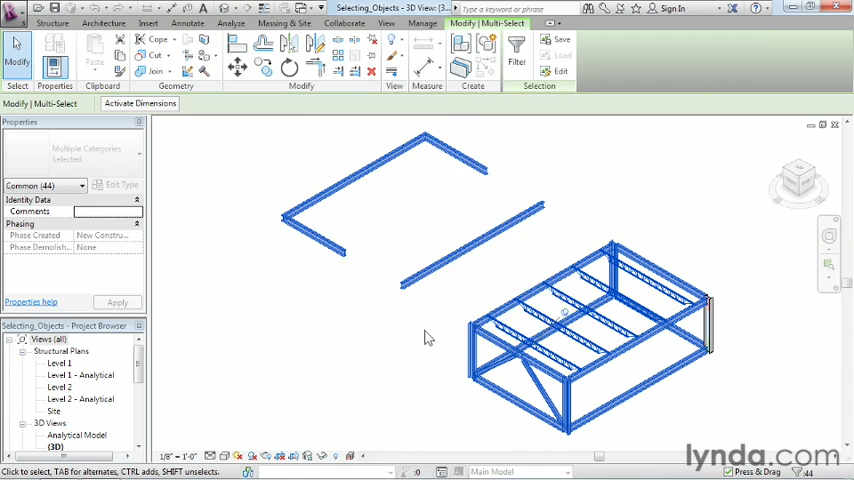 Selecting_Objects - 3D View: {3...
Type a keyword or phrase
Sign In
Structure Architecture Insert Annotate Analyze Massing & Site Collaborate View Manage Modify | Multi-Select
Modify
Properties
Paste
Cope
Cut
Join
Filter
Save
Load
Edit
Select Properties Clipboard Geometry Modify View Measure Create Selection
Modify | Multi-Select Activate Dimensions
Properties
Multiple Categories
Selected
Common (44) Edit Type
Identity Data
Comments
Phasing
Phase Created New Constru...
Phase Demolish... None
Properties help Apply
Selecting_Objects - Project Browser
Views (all)
Structural Plans
Level 1
Level 1 - Analytical
Level 2
Level 2 - Analytical
Site
3D Views
Analytical Model
{3D}
1/8" = 1'-0"
Click to select, TAB for alternates, CTRL adds, SHIFT unselects.
:0
Main Model
Press & Drag
:44
lynda.com